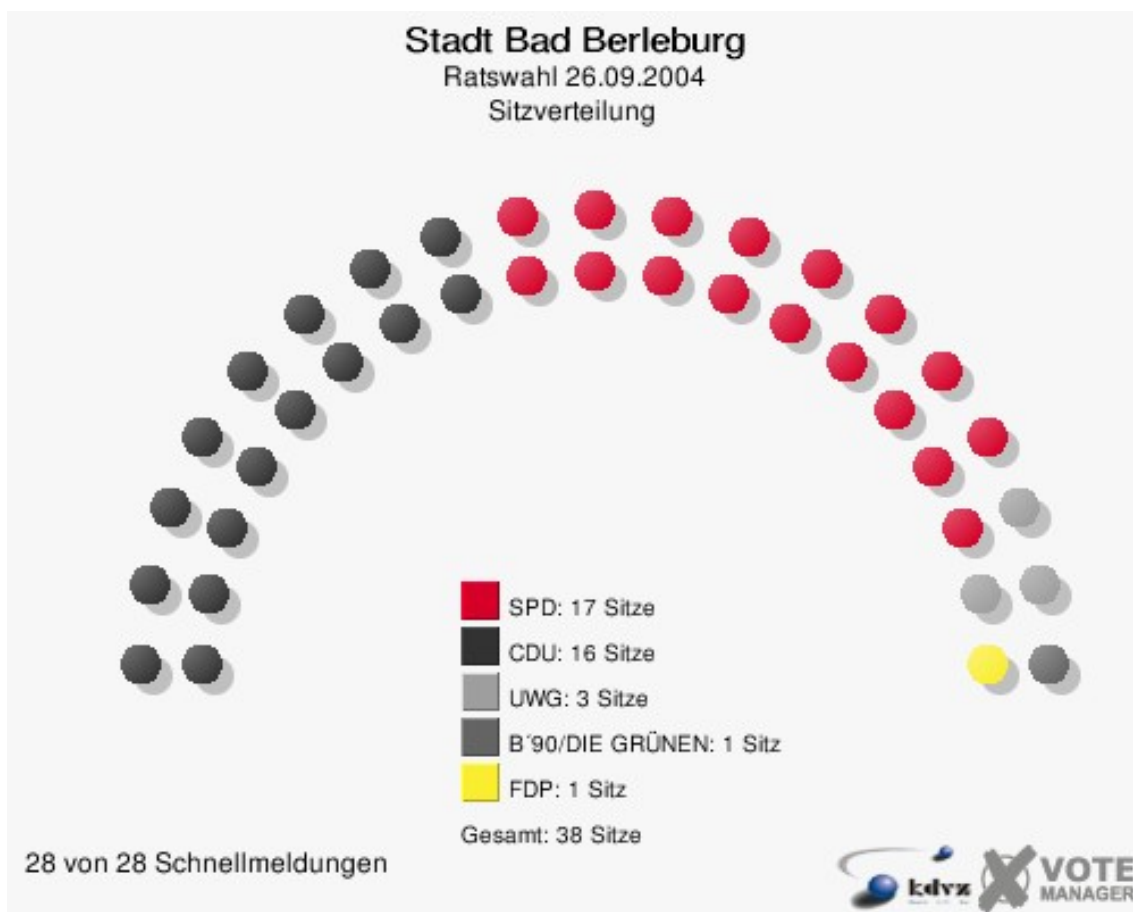 Stadt Bad Berleburg
Ratswahl 26.09.2004
Sitzverteilung
SPD: 17 Sitze
CDU: 16 Sitze
UWG: 3 Sitze
B´90/DIE GRÜNEN: 1 Sitz
FDP: 1 Sitz
Gesamt: 38 Sitze
28 von 28 Schnellmeldungen
kdvz
VOTE
MANAGER